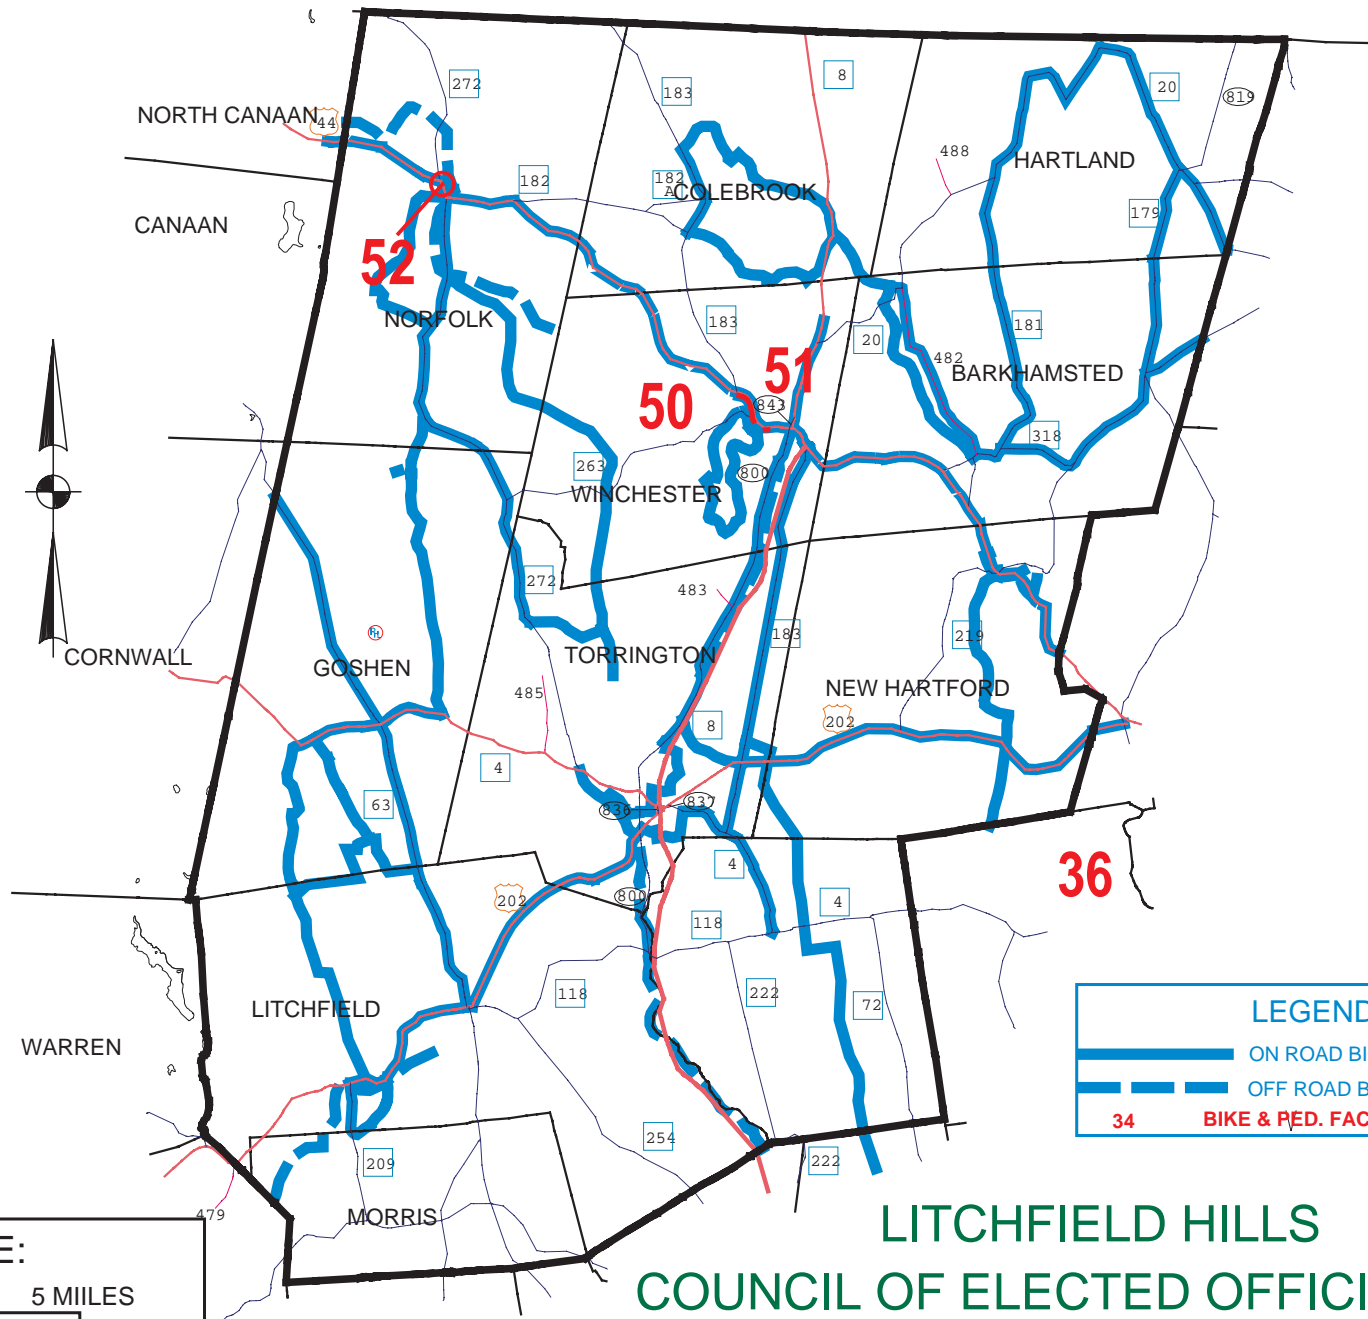 272
183
8
20
819
NORTH CANAAN
44
488
HARTLAND
182
182
A
COLEBROOK
CANAAN
179
52
NORFOLK
183
181
20
482
51
BARKHAMSTED
50
843
318
263
800
WINCHESTER
272
483
183
219
CORNWALL
GOSHEN
TORRINGTON
485
NEW HARTFORD
202
8
4
63
836
837
4
36
202
800
4
118
118
222
72
LITCHFIELD
WARREN
LEGEND
ON ROAD BI
OFF ROAD B
34
BIKE & PED. FAC
254
209
222
479
MORRIS
LITCHFIELD HILLS
E:
5 MIILES
COUNCIL OF ELECTED OFFICI